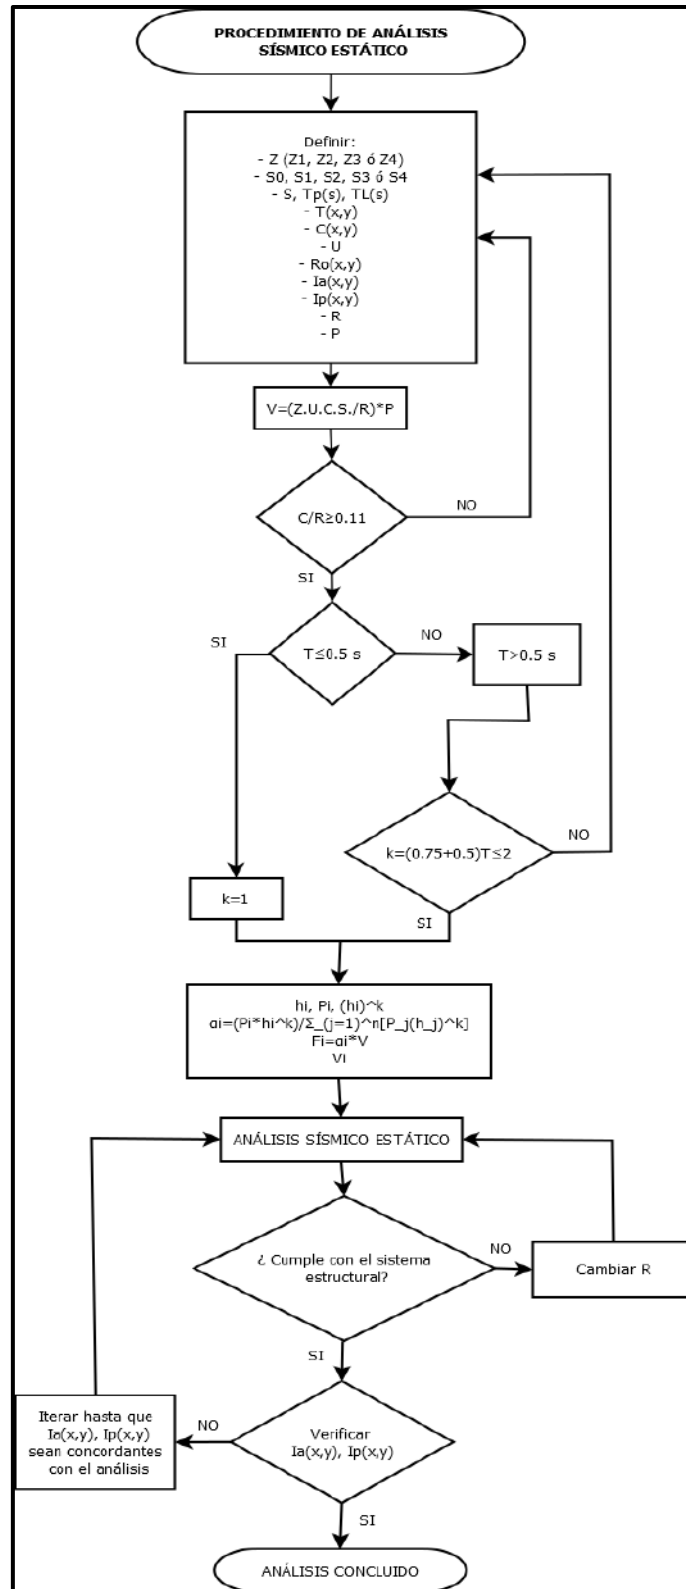 PROCEDIMIENTO DE ANÁLISIS
SÍSMICO ESTÁTICO
Definir:
- Z (Z1, Z2, Z3 ó Z4)
- S0, S1, S2, S3 ó S4
- S, Tp(s), TL(s)
- T(x,y)
- C(x,y)
- U
- Ro(x,y)
- Ia(x,y)
- Ip(x,y)
- R
- P
V=(Z.U.C.S./R)*P
C/R≥0.11
NO
SI
T≤0.5 s
SI
NO
T>0.5 s
k=(0.75+0.5)T≤2
NO
k=1
SI
hi, Pi, (hi)^k
αi=(Pi*hi^k)/Σ_(j=1)^n[P_j(h_j)^k]
Fi=αi*V
Vi
ANÁLISIS SÍSMICO ESTÁTICO
¿ Cumple con el sistema
estructural?
NO
Cambiar R
SI
Iterar hasta que
Ia(x,y), Ip(x,y)
sean concordantes
con el análisis
NO
Verificar
Ia(x,y), Ip(x,y)
SI
ANÁLISIS CONCLUIDO